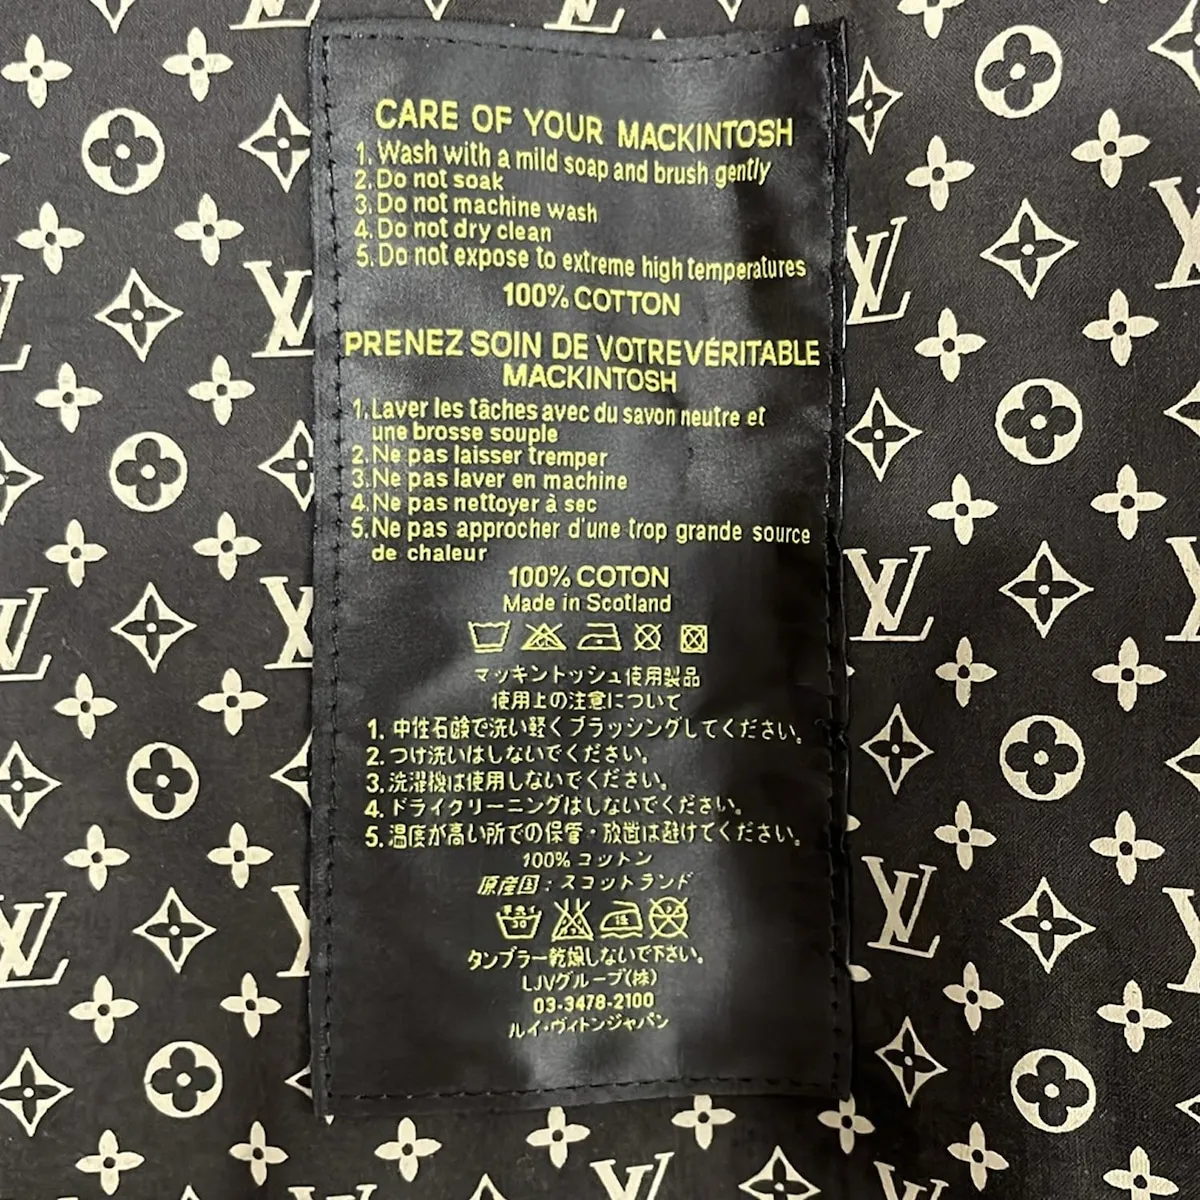 CARE OF YOUR MACKINTOSH
1. Wash with a mild soap and brush gently
2. Do not soak
3. Do not machine wash
4. Do not dry clean
5. Do not expose to extreme high temperatures
100% COTTON
PRENEZ SOIN DE VOTRE VÉRITABLE
MACKINTOSH
1. Laver les tâches avec du savon neutre et
une brosse souple
2. Ne pas laisser tremper
3. Ne pas laver en machine
4. Ne pas nettoyer à sec
5. Ne pas approcher d'une trop grande source
de chaleur
100% COTON
Made in Scotland
マッキントッシュ使用製品
使用上の注意について
1. 中性石鹸で洗い軽くブラッシングしてください。
2. つけ洗いはしないでください。
3. 洗濯機は使用しないでください。
4. ドライクリーニングはしないでください。
5. 温度が高い所での保管・放置は避けてください。
100% コットン
原産国：スコットランド
手洗イ 30 低
タンブラー乾燥しないで下さい。
LJVグループ(株)
03-3478-2100
ルイ・ヴィトンジャパン